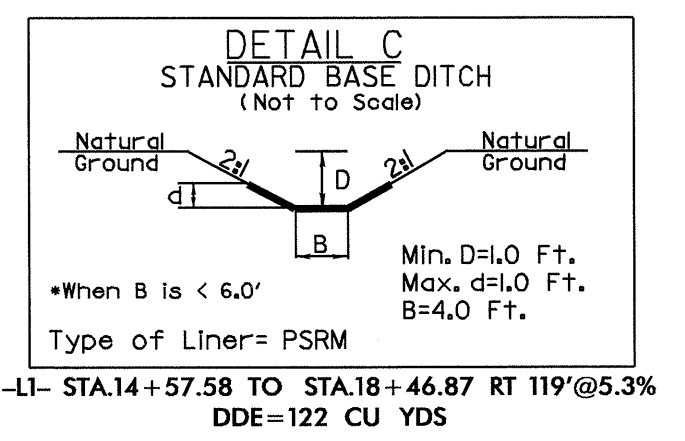 DETAIL C
STANDARD BASE DITCH
(Not to Scale)
Natural
Ground
2:1
D
2:1
Natural
Ground
d
B
Min. D=1.0 Ft.
*When B is < 6.0'
Max. d=1.0 Ft.
B=4.0 Ft.
Type of Liner= PSRM
-L1- STA.14+57.58 TO STA.18+46.87 RT 119'@5.3%
DDE=122 CU YDS